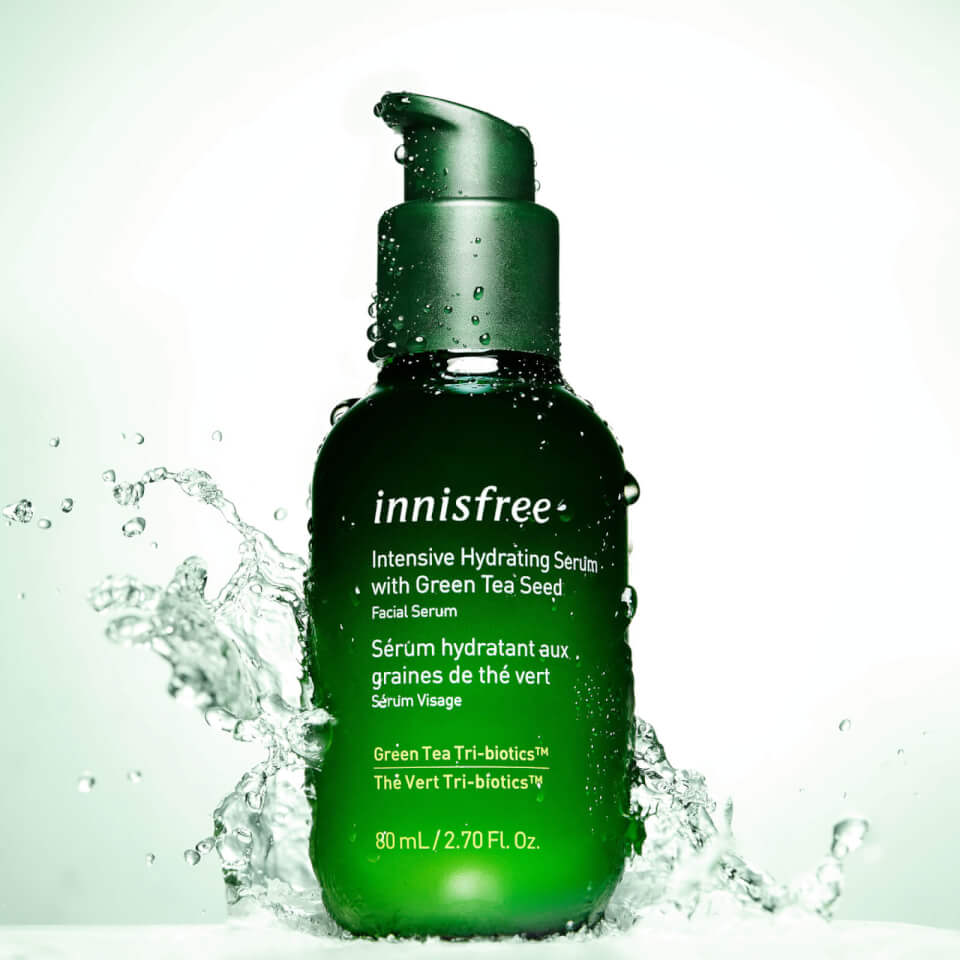 innisfree
Intensive Hydrating Serum
with Green Tea Seed
Facial Serum
Sérum hydratant aux
graines de thé vert
Sérum Visage
Green Tea Tri-biotics™
Thé Vert Tri-biotics™
80 mL / 2.70 Fl. Oz.